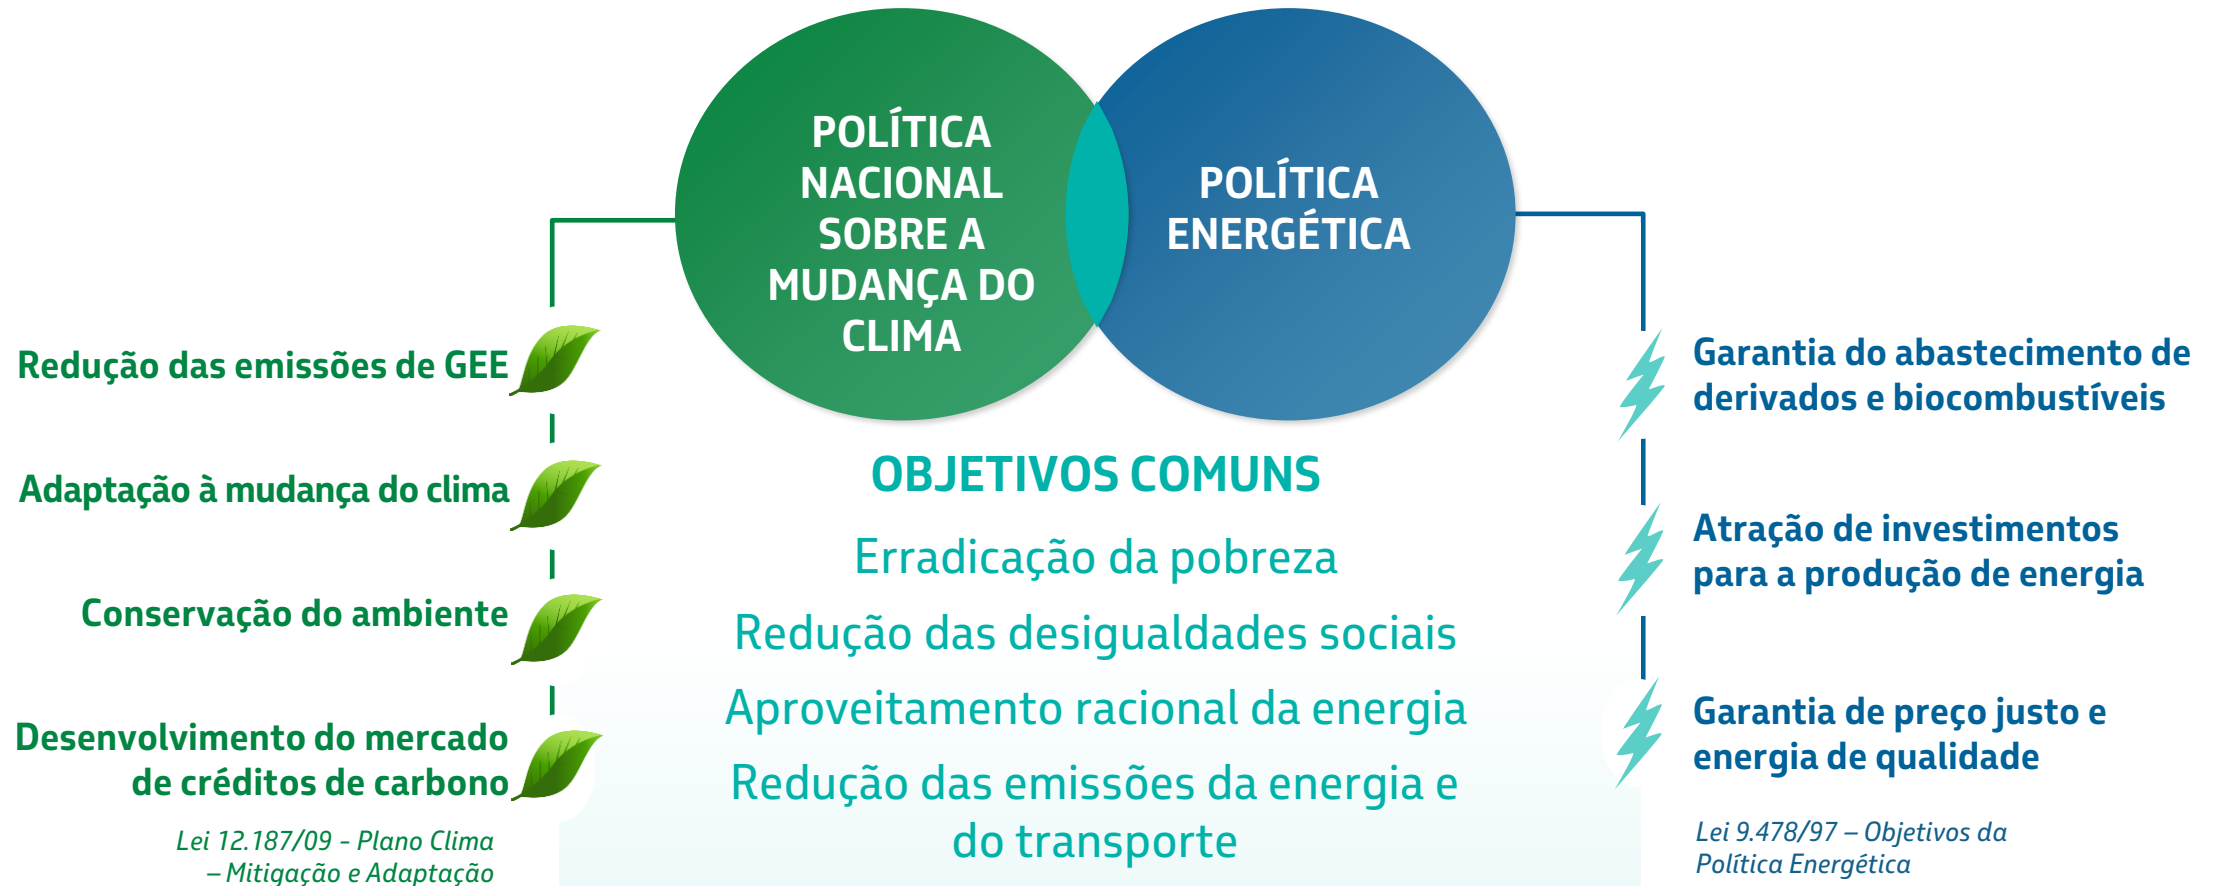 POLÍTICA
NACIONAL
SOBRE A
MUDANÇA DO
CLIMA
POLÍTICA
ENERGÉTICA
Redução das emissões de GEE
Adaptação à mudança do clima
Conservação do ambiente
Desenvolvimento do mercado
de créditos de carbono
Lei 12.187/09 - Plano Clima
– Mitigação e Adaptação
OBJETIVOS COMUNS
Erradicação da pobreza
Redução das desigualdades sociais
Aproveitamento racional da energia
Redução das emissões da energia e
do transporte
Garantia do abastecimento de
derivados e biocombustíveis
Atração de investimentos
para a produção de energia
Garantia de preço justo e
energia de qualidade
Lei 9.478/97 – Objetivos da
Política Energética